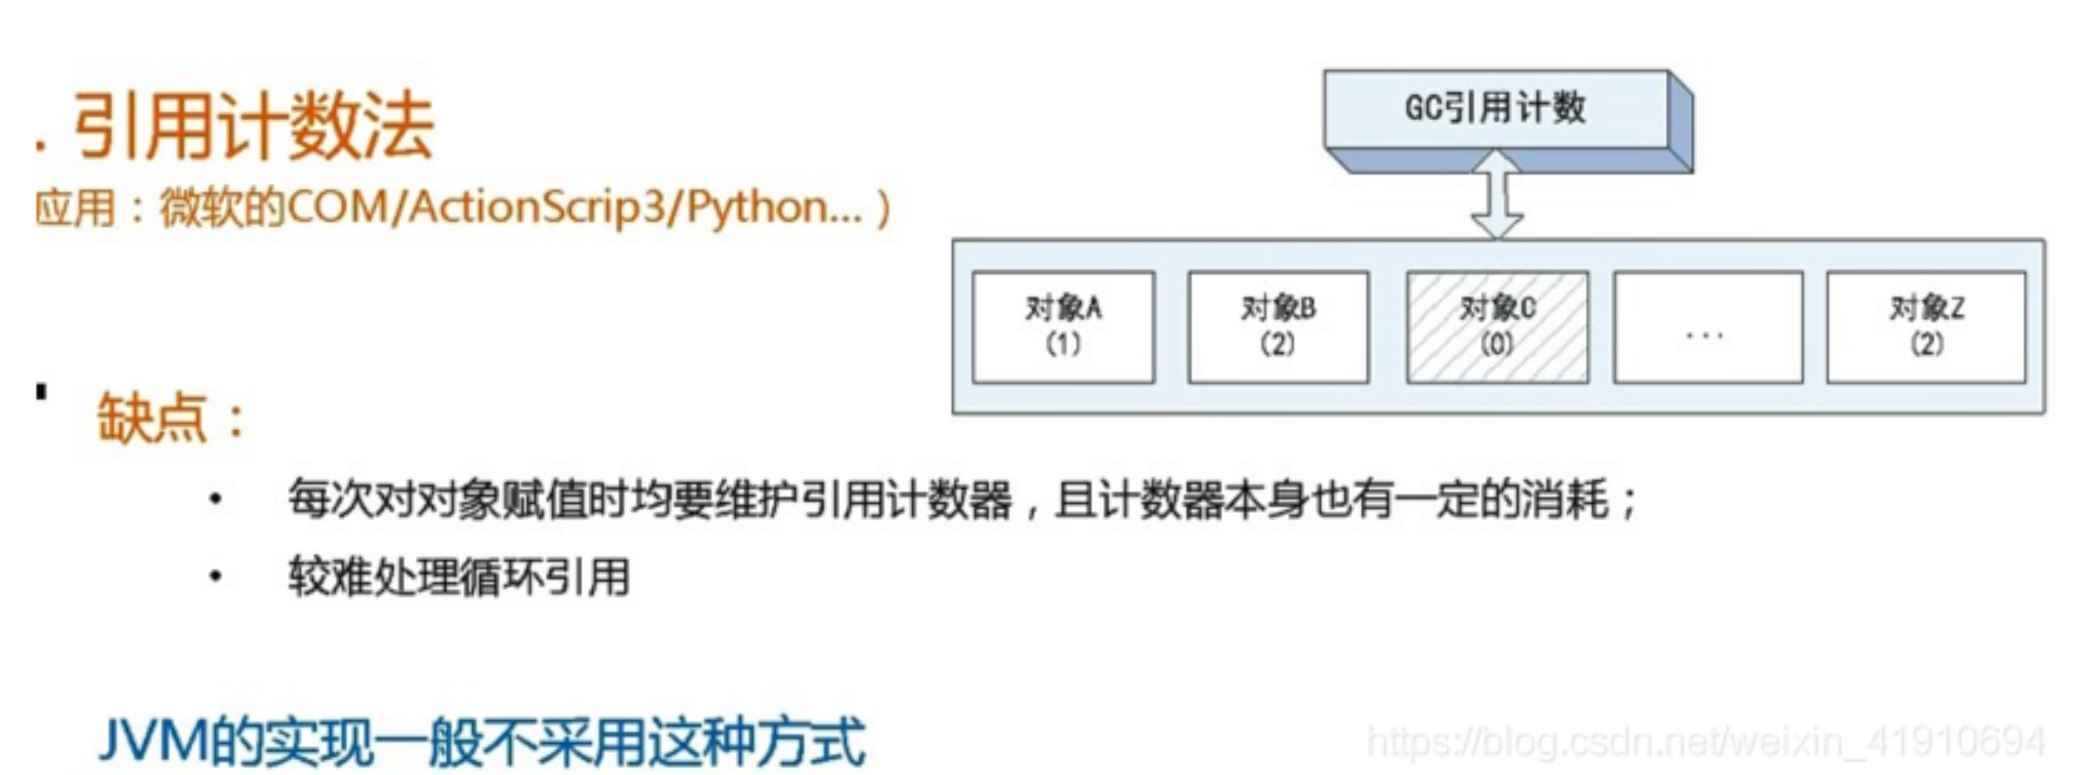 . 引用计数法
应用：微软的COM/ActionScrip3/Python...）
GC引用计数
对象A
(1)
对象B
(2)
对象C
(0)
...
对象Z
(2)
缺点：
• 每次对对象赋值时均要维护引用计数器，且计数器本身也有一定的消耗；
• 较难处理循环引用
JVM的实现一般不采用这种方式
https://blog.csdn.net/weixin_41910694